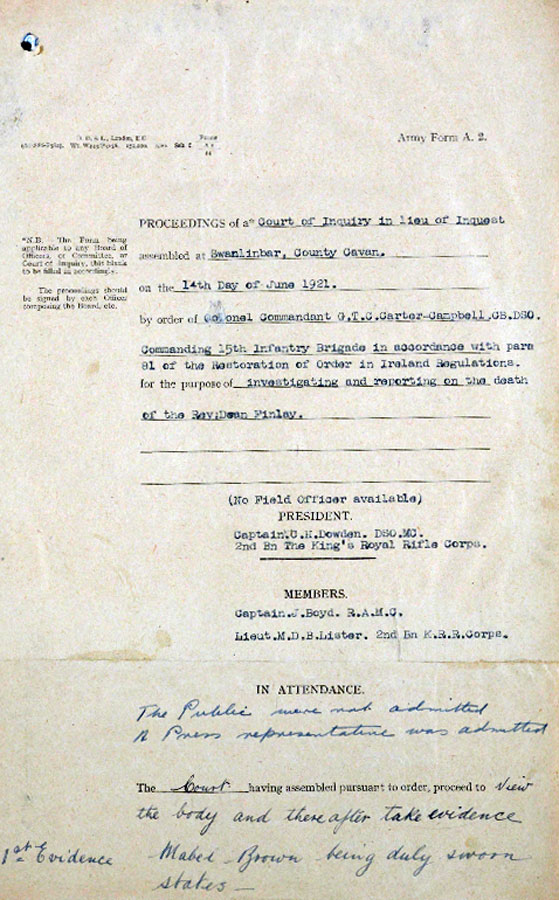 Army Form A. 2.
*N.B. The Form being
applicable to any Board of
Officers, or Committee, or
Court of Inquiry, this blank
to be filled in accordingly.
The proceedings should
be signed by each Officer
composing the Board, etc.
PROCEEDINGS of a* Court of Inquiry in lieu of Inquest
assembled at Swanlinbar, County Cavan.
on the 14th Day of June 1921.
by order of Colonel Commandant G.T.C.Carter-Campbell,CB.DSO.
Commanding 15th Infantry Brigade in accordance with para
81 of the Restoration of Order in Ireland Regulations.
for the purpose of investigating and reporting on the death
of the Rev;Dean Finlay.
(No Field Officer available)
PRESIDENT.
Captain.C.H.Dowden. DSO.MC.
2nd Bn The King's Royal Rifle Corps.
MEMBERS.
Captain.J.Boyd. R.A.M.C.
Lieut.M.D.B.Lister. 2nd Bn K.R.R.Corps.
IN ATTENDANCE.
The Public were not admitted
A Press representative was admitted
The Court having assembled pursuant to order, proceed to view
the body and there after take evidence
1st Evidence Mabel Brown being duly sworn
states —